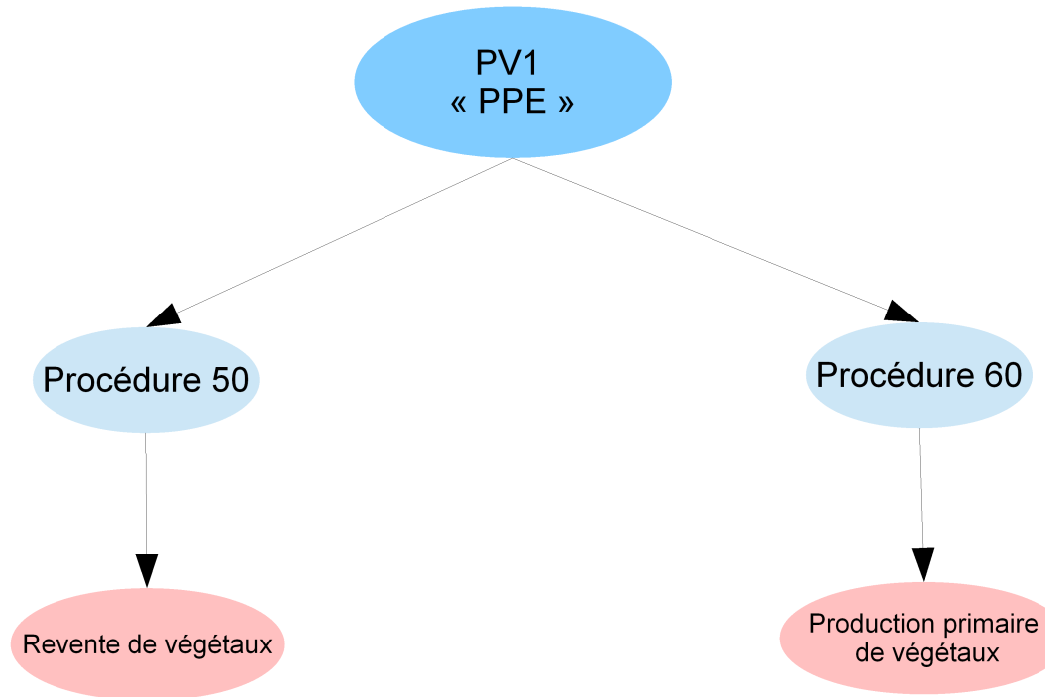 PV1
« PPE »
Procédure 50
Procédure 60
Revente de végétaux
Production primaire
de végétaux